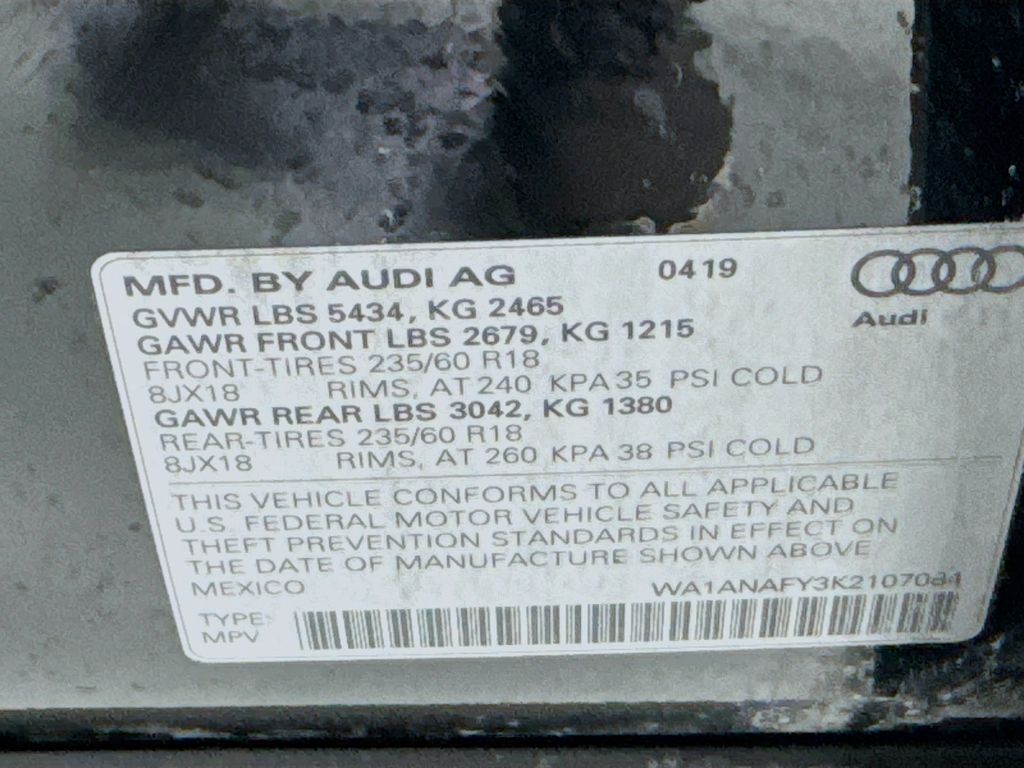 MFD. BY AUDI AG 0419
GVWR LBS 5434, KG 2465
Audi
GAWR FRONT LBS 2679, KG 1215
FRONT-TIRES 235/60 R18
8JX18 RIMS, AT 240 KPA 35 PSI COLD
GAWR REAR LBS 3042, KG 1380
REAR-TIRES 235/60 R18
8JX18 RIMS, AT 260 KPA 38 PSI COLD
THIS VEHICLE CONFORMS TO ALL APPLICABLE
U.S. FEDERAL MOTOR VEHICLE SAFETY AND
THEFT PREVENTION STANDARDS IN EFFECT ON
THE DATE OF MANUFACTURE SHOWN ABOVE
MEXICO WA1ANAFY3K2107084
TYPE:
MPV